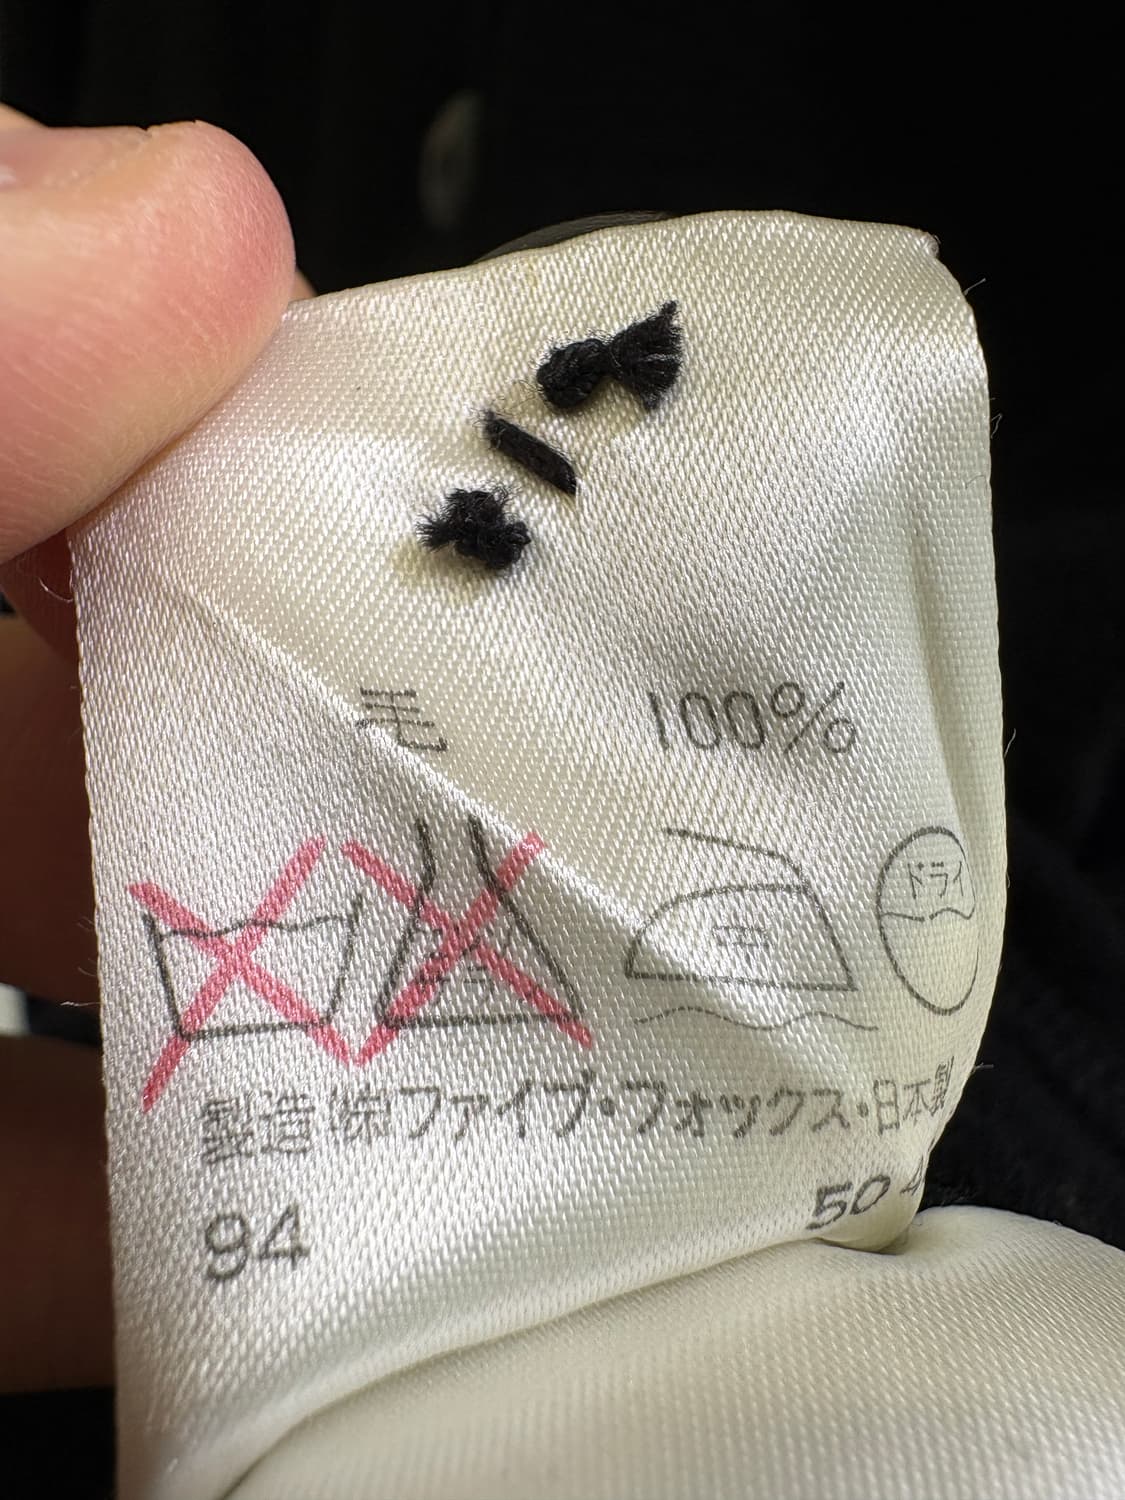 毛 100%
中 ドライ
製造 ㈱ファイブ・フォックス・日本製
94 50 4